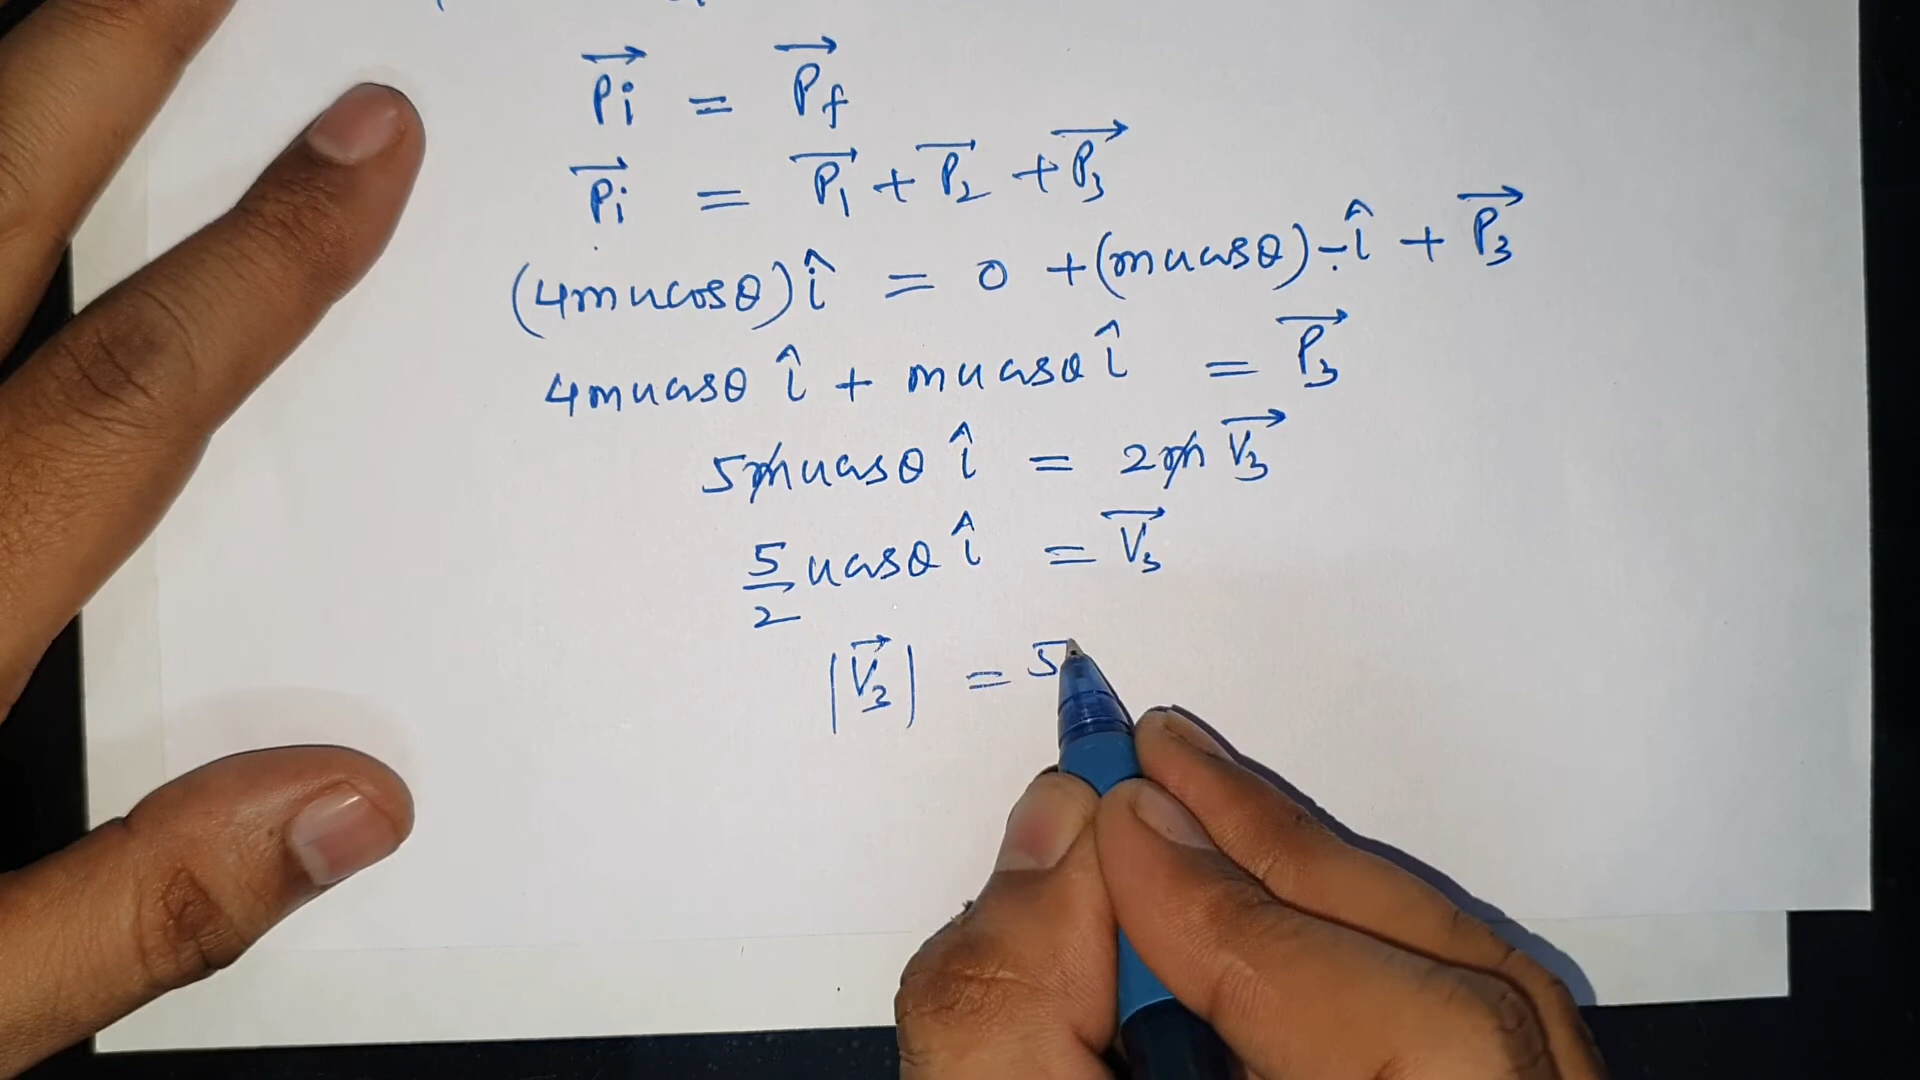 →Pi = →Pf
→Pi = →P₁ + →P₂ + →P₃
(4mucosθ)î = 0 + (mucosθ)-î + →P₃
4mucosθ î + mucosθ î = →P₃
5mucosθ î = 2m →V₃
5/2 ucosθ î = →V₃
|→V₃| = 5